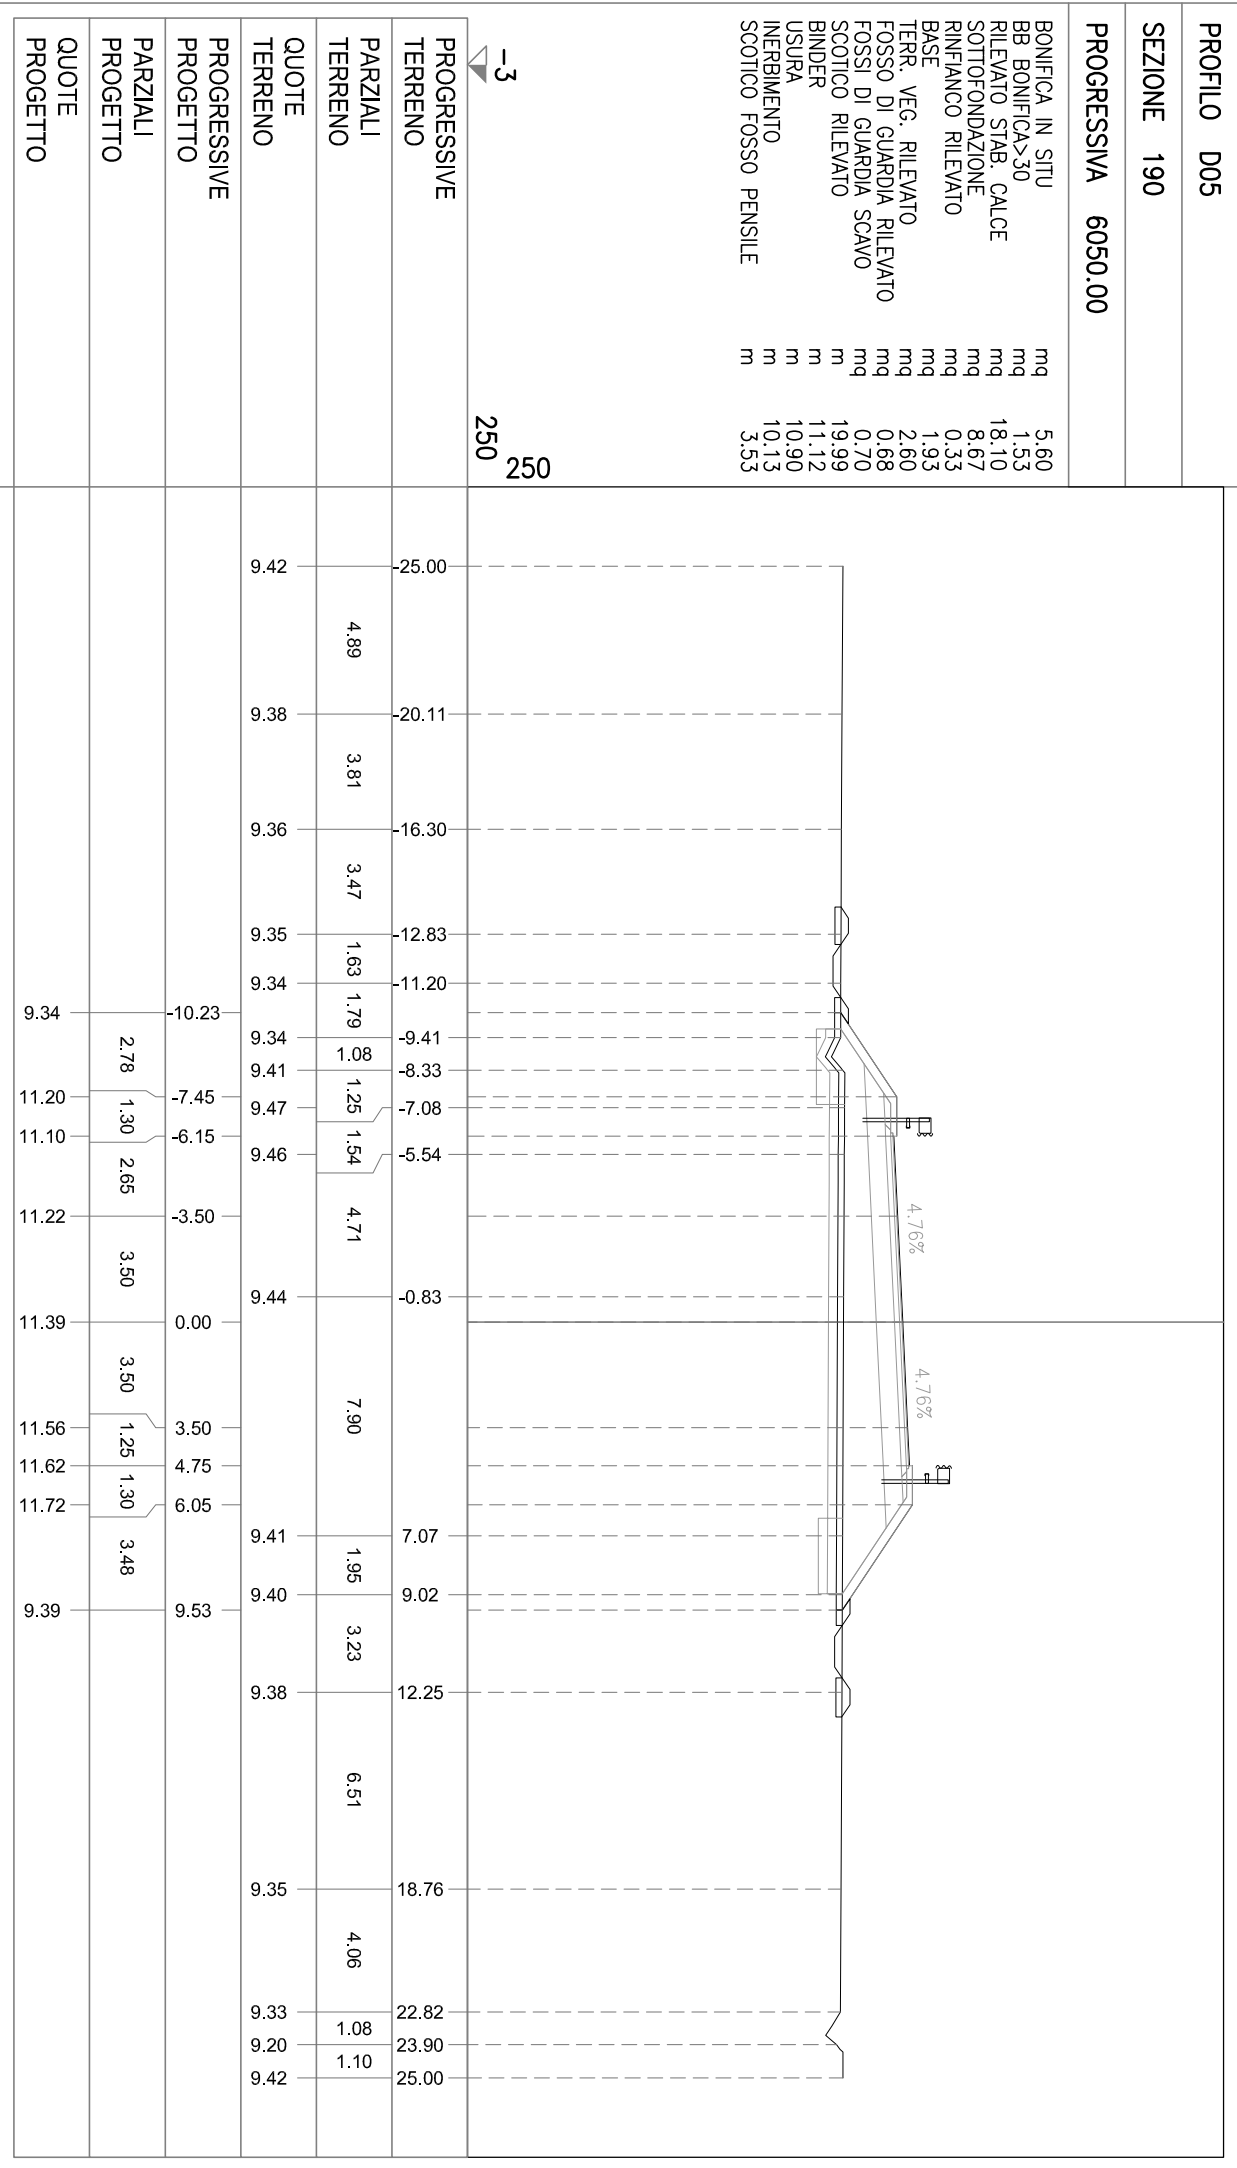 PROFILO D05
SEZIONE 190
PROGRESSIVA 6050.00
BONIFICA IN SITU mq 5.60
BB BONIFICA>30 mq 1.53
RILEVATO STAB. CALCE mq 18.10
SOTTOFONDAZIONE mq 8.67
RINFIANCO RILEVATO mq 0.33
BASE mq 1.93
TERR. VEG. RILEVATO mq 2.60
FOSSO DI GUARDIA RILEVATO mq 0.68
FOSSI DI GUARDIA SCAVO mq 0.70
SCOTICO RILEVATO m 19.99
BINDER m 11.12
USURA m 10.90
INERBIMENTO m 10.13
SCOTICO FOSSO PENSILE m 3.53
4.76% 4.76%
250
250
-3
PROGRESSIVE TERRENO -25.00 -20.11 -16.30 -12.83 -11.20 -9.41 -8.33 -7.08 -5.54 -0.83 7.07 9.02 12.25 18.76 22.82 23.90 25.00
PARZIALI TERRENO 4.89 3.81 3.47 1.63 1.79 1.08 1.25 1.54 4.71 7.90 1.95 3.23 6.51 4.06 1.08 1.10
QUOTE TERRENO 9.42 9.38 9.36 9.35 9.34 9.34 9.41 9.47 9.46 9.44 9.41 9.40 9.38 9.35 9.33 9.20 9.42
PROGRESSIVE PROGETTO -10.23 -7.45 -6.15 -3.50 0.00 3.50 4.75 6.05 9.53
PARZIALI PROGETTO 2.78 1.30 2.65 3.50 3.50 1.25 1.30 3.48
QUOTE PROGETTO 9.34 11.20 11.10 11.22 11.39 11.56 11.62 11.72 9.39